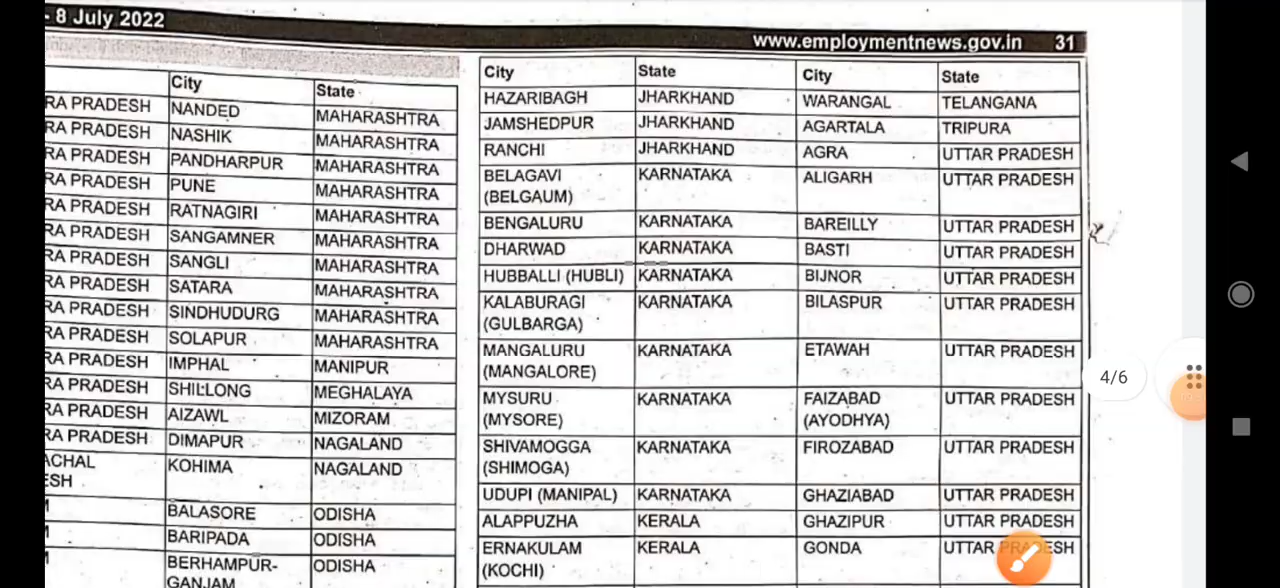 - 8 July 2022
www.employmentnews.gov.in 31
City State
RA PRADESH NANDED MAHARASHTRA
RA PRADESH NASHIK MAHARASHTRA
RA PRADESH PANDHARPUR MAHARASHTRA
RA PRADESH PUNE MAHARASHTRA
RA PRADESH RATNAGIRI MAHARASHTRA
RA PRADESH SANGAMNER MAHARASHTRA
RA PRADESH SANGLI MAHARASHTRA
RA PRADESH SATARA MAHARASHTRA
RA PRADESH SINDHUDURG MAHARASHTRA
RA PRADESH SOLAPUR MAHARASHTRA
RA PRADESH IMPHAL MANIPUR
RA PRADESH SHILLONG MEGHALAYA
RA PRADESH AIZAWL MIZORAM
RA PRADESH DIMAPUR NAGALAND
ACHAL KOHIMA NAGALAND
ESH
M BALASORE ODISHA
M BARIPADA ODISHA
M BERHAMPUR- ODISHA
GANJAM
City State City State
HAZARIBAGH JHARKHAND WARANGAL TELANGANA
JAMSHEDPUR JHARKHAND AGARTALA TRIPURA
RANCHI JHARKHAND AGRA UTTAR PRADESH
BELAGAVI KARNATAKA ALIGARH UTTAR PRADESH
(BELGAUM)
BENGALURU KARNATAKA BAREILLY UTTAR PRADESH
DHARWAD KARNATAKA BASTI UTTAR PRADESH
HUBBALLI (HUBLI) KARNATAKA BIJNOR UTTAR PRADESH
KALABURAGI KARNATAKA BILASPUR UTTAR PRADESH
(GULBARGA)
MANGALURU KARNATAKA ETAWAH UTTAR PRADESH
(MANGALORE)
MYSURU KARNATAKA FAIZABAD UTTAR PRADESH
(MYSORE) (AYODHYA)
SHIVAMOGGA KARNATAKA FIROZABAD UTTAR PRADESH
(SHIMOGA)
UDUPI (MANIPAL) KARNATAKA GHAZIABAD UTTAR PRADESH
ALAPPUZHA KERALA GHAZIPUR UTTAR PRADESH
ERNAKULAM KERALA GONDA UTTAR PRADESH
(KOCHI)
4/6